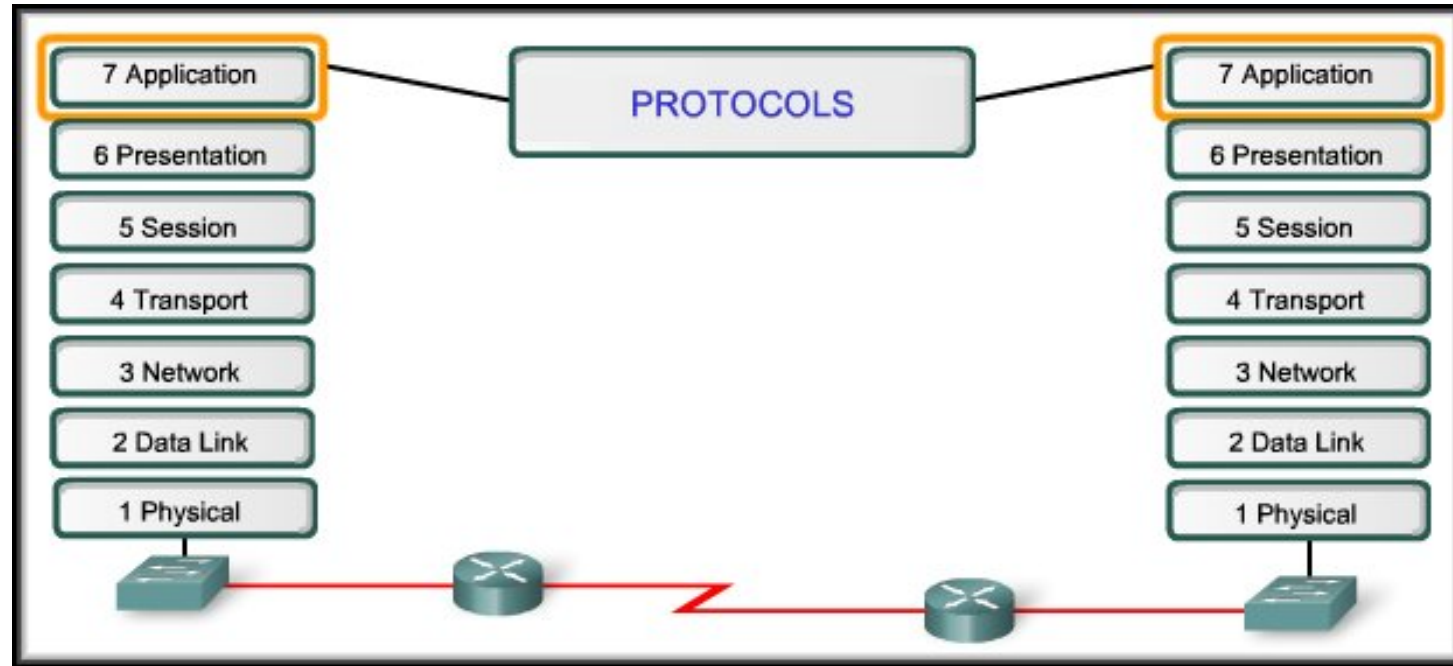 7 Application
6 Presentation
5 Session
4 Transport
3 Network
2 Data Link
1 Physical
PROTOCOLS
7 Application
6 Presentation
5 Session
4 Transport
3 Network
2 Data Link
1 Physical